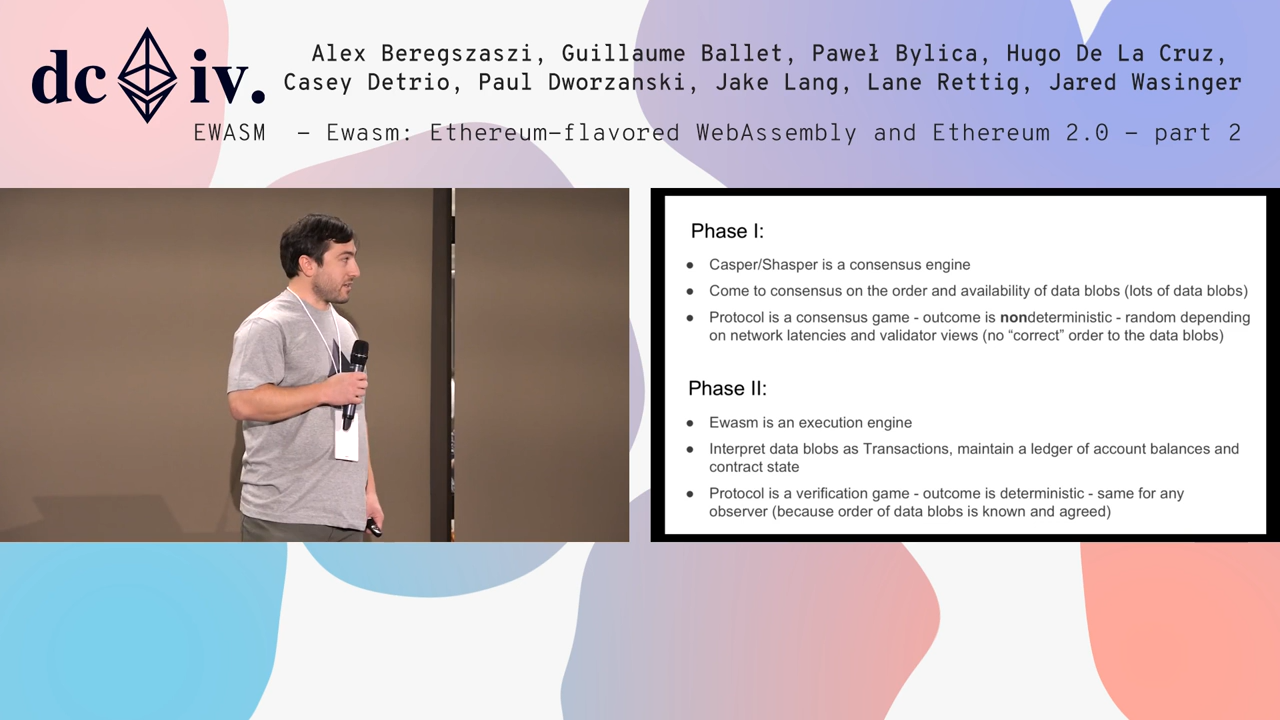 dc iv.
Alex Beregszaszi, Guillaume Ballet, Paweł Bylica, Hugo De La Cruz,
Casey Detrio, Paul Dworzanski, Jake Lang, Lane Rettig, Jared Wasinger
EWASM – Ewasm: Ethereum-flavored WebAssembly and Ethereum 2.0 - part 2
Phase I:
● Casper/Shasper is a consensus engine
● Come to consensus on the order and availability of data blobs (lots of data blobs)
● Protocol is a consensus game - outcome is nondeterministic - random depending
on network latencies and validator views (no “correct” order to the data blobs)
Phase II:
● Ewasm is an execution engine
● Interpret data blobs as Transactions, maintain a ledger of account balances and
contract state
● Protocol is a verification game - outcome is deterministic - same for any
observer (because order of data blobs is known and agreed)